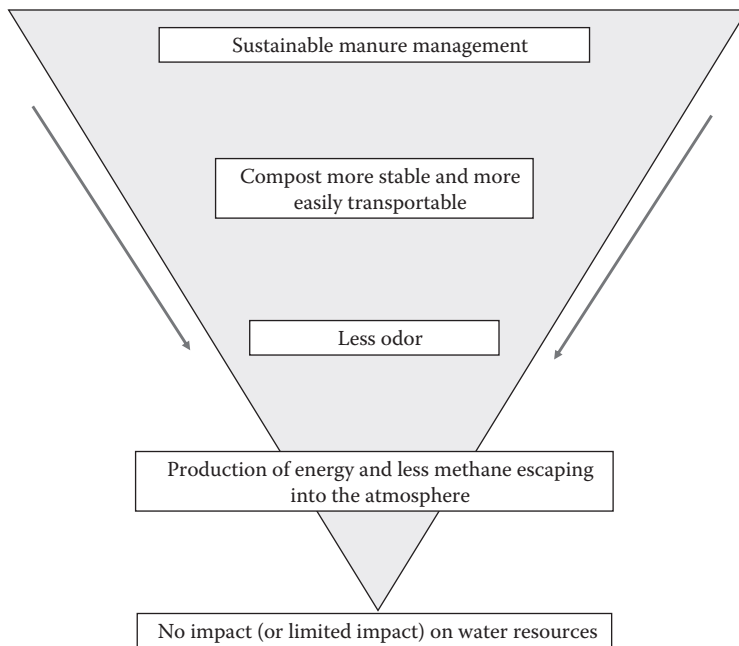 Sustainable manure management
Compost more stable and more
easily transportable
Less odor
Production of energy and less methane escaping
into the atmosphere
No impact (or limited impact) on water resources